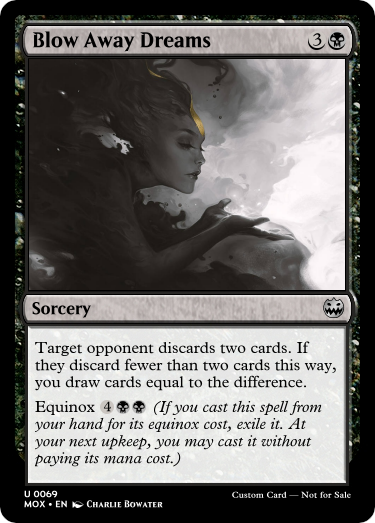 Blow Away Dreams 3
Sorcery
Target opponent discards two cards. If
they discard fewer than two cards this way,
you draw cards equal to the difference.
Equinox 4 (If you cast this spell from
your hand for its equinox cost, exile it. At
your next upkeep, you may cast it without
paying its mana cost.)
U 0069
MOX • EN Charlie Bowater
Custom Card — Not for Sale